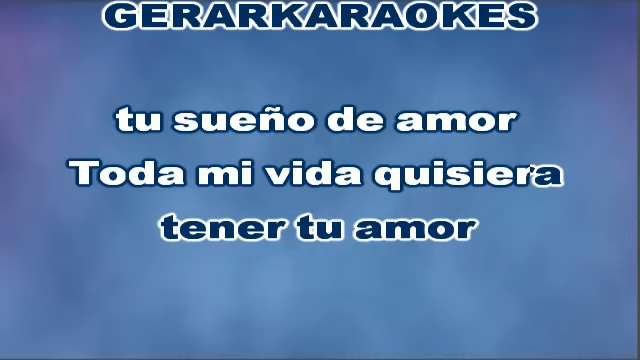 GERARKARAOKES
tu sueño de amor
Toda mi vida quisiera
tener tu amor